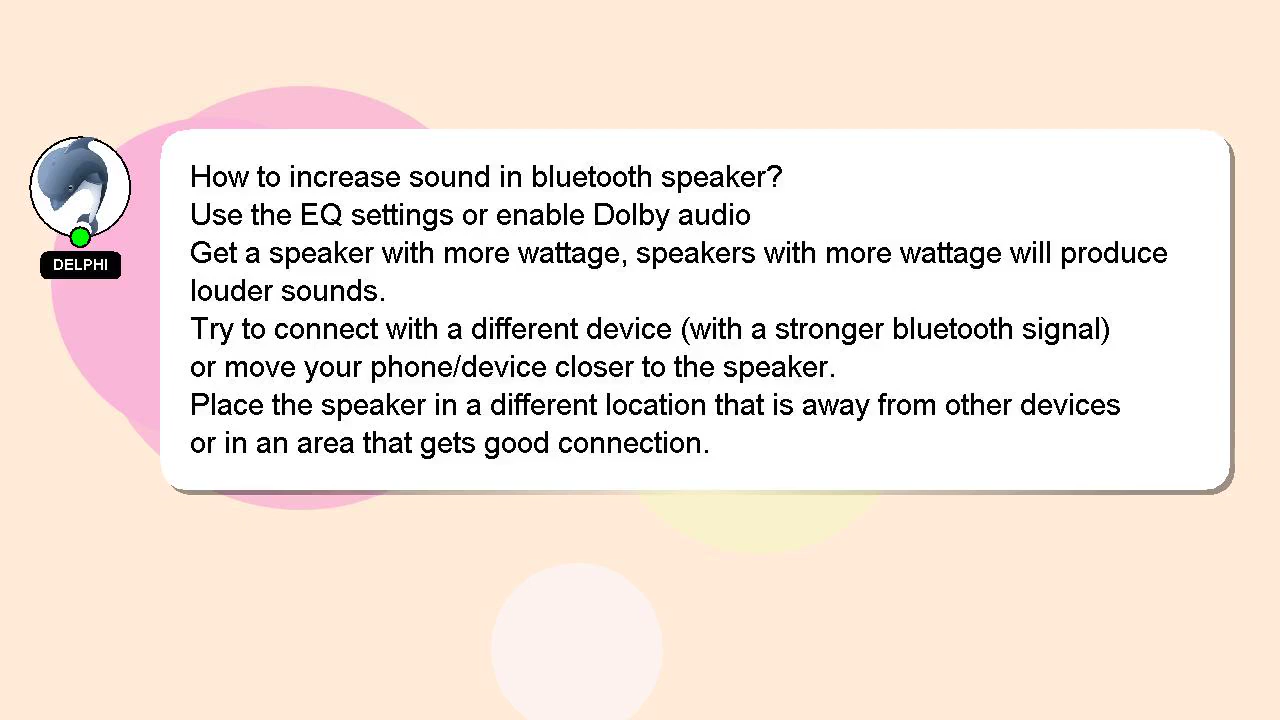 How to increase sound in bluetooth speaker?
Use the EQ settings or enable Dolby audio
Get a speaker with more wattage, speakers with more wattage will produce
louder sounds.
Try to connect with a different device (with a stronger bluetooth signal)
or move your phone/device closer to the speaker.
Place the speaker in a different location that is away from other devices
or in an area that gets good connection.
DELPHI